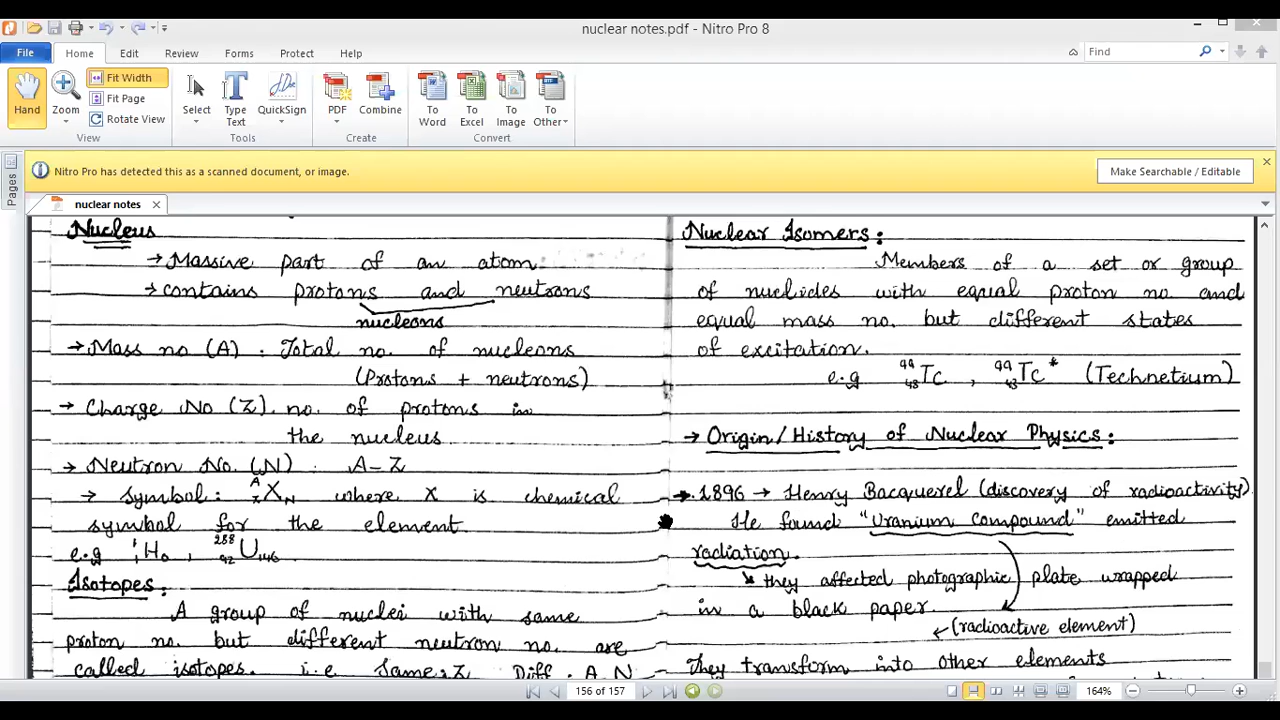 nuclear notes.pdf - Nitro Pro 8
File Home Edit Review Forms Protect Help
Find
Hand
Zoom
Fit Width
Fit Page
Rotate View
View
Select
Type Text
QuickSign
Tools
PDF
Combine
Create
To Word
To Excel
To Image
To Other
Convert
Nitro Pro has detected this as a scanned document, or image.
Make Searchable / Editable
Pages
nuclear notes
Nucleus
→ Massive part of an atom.
→ contains protons and neutrons
nucleons
→ Mass no (A) : Total no. of nucleons
(Protons + neutrons)
→ Charge No (Z). no. of protons in
the nucleus.
→ Neutron No. (N) : A-Z
→ Symbol : ᴬ_zX_N where X is chemical
symbol for the element.
e.g ¹₁H₀ , ²³⁸₉₂U₁₄₆.
Isotopes :
A group of nuclei with same
proton no. but different neutron no. are
called isotopes. i.e Same: Z Diff. A, N
Nuclear Isomers :
Members of a set or group
of nuclides with equal proton no. and
equal mass no. but different states
of excitation.
e.g ⁹⁹₄₃Tc , ⁹⁹₄₃Tc* (Technetium)
→ Origin/History of Nuclear Physics :
→ 1896 → Henry Bacquerel (discovery of radioactivity)
He found "Uranium Compound" emitted
radiation.
they affected photographic plate wrapped
in a black paper.
←(radioactive element)
They transform into other elements
156 of 157
164%